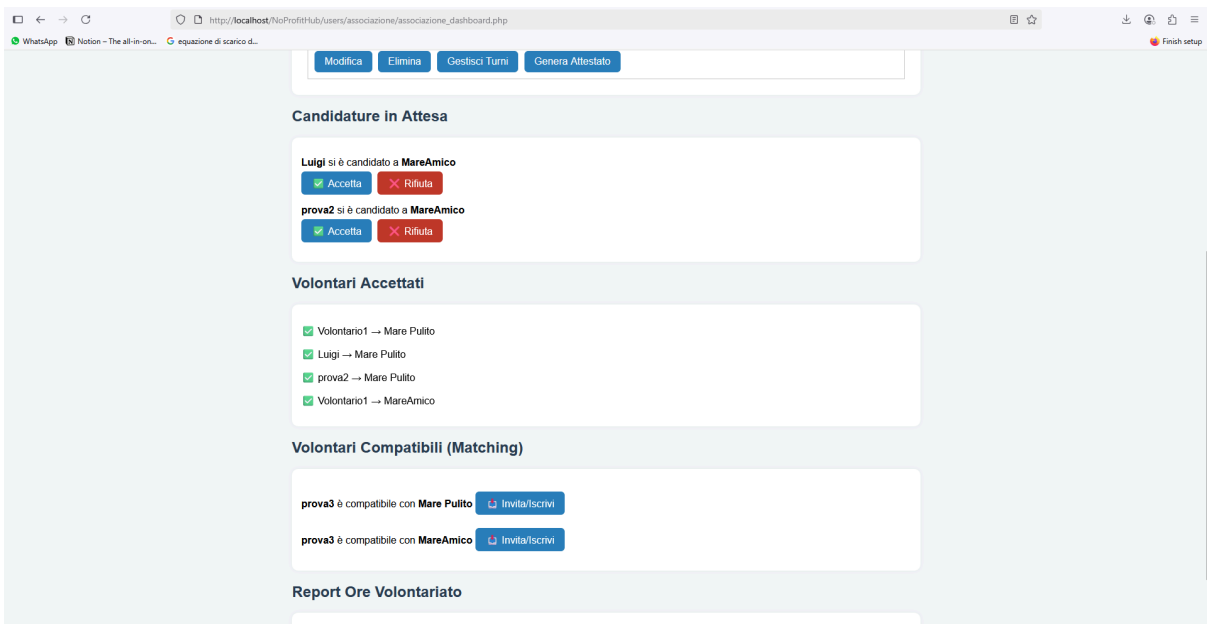 http://localhost/NoProfitHub/users/associazione/associazione_dashboard.php
WhatsApp Notion – The all-in-on... G equazione di scarico d... Finish setup
Modifica Elimina Gestisci Turni Genera Attestato
Candidature in Attesa
Luigi si è candidato a MareAmico
✅ Accetta ❌ Rifiuta
prova2 si è candidato a MareAmico
✅ Accetta ❌ Rifiuta
Volontari Accettati
✅ Volontario1 → Mare Pulito
✅ Luigi → Mare Pulito
✅ prova2 → Mare Pulito
✅ Volontario1 → MareAmico
Volontari Compatibili (Matching)
prova3 è compatibile con Mare Pulito 📤 Invita/Iscrivi
prova3 è compatibile con MareAmico 📤 Invita/Iscrivi
Report Ore Volontariato